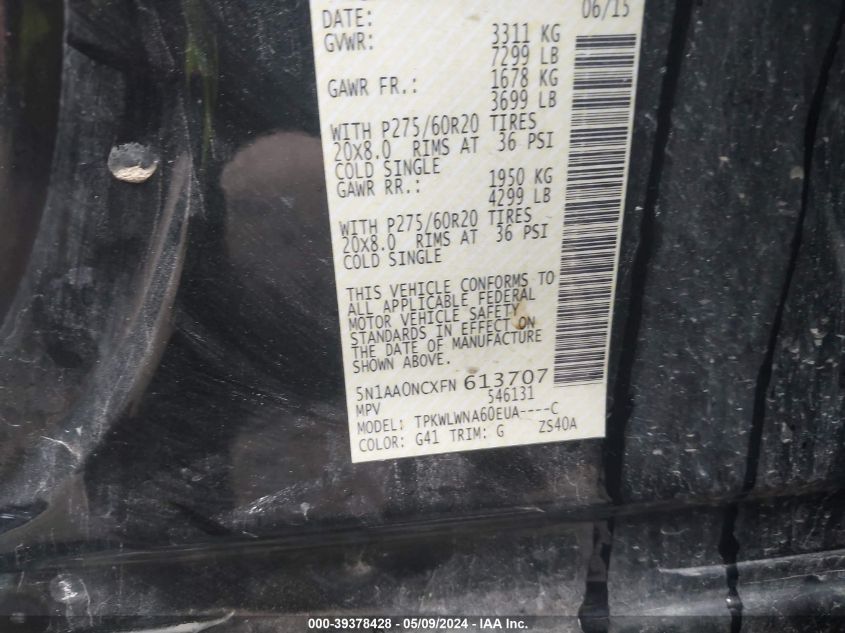 DATE: 06/15
GVWR: 3311 KG
7299 LB
GAWR FR.: 1678 KG
3699 LB
WITH P275/60R20 TIRES
20X8.0 RIMS AT 36 PSI
COLD SINGLE
GAWR RR.: 1950 KG
4299 LB
WITH P275/60R20 TIRES
20X8.0 RIMS AT 36 PSI
COLD SINGLE
THIS VEHICLE CONFORMS TO
ALL APPLICABLE FEDERAL
MOTOR VEHICLE SAFETY
STANDARDS IN EFFECT ON
THE DATE OF MANUFACTURE
SHOWN ABOVE.
5N1AA0NCXFN 613707
MPV 546131
MODEL: TPKWLWNA60EUA----C
COLOR: G41 TRIM: G ZS40A
000-39378428 - 05/09/2024 - IAA Inc.